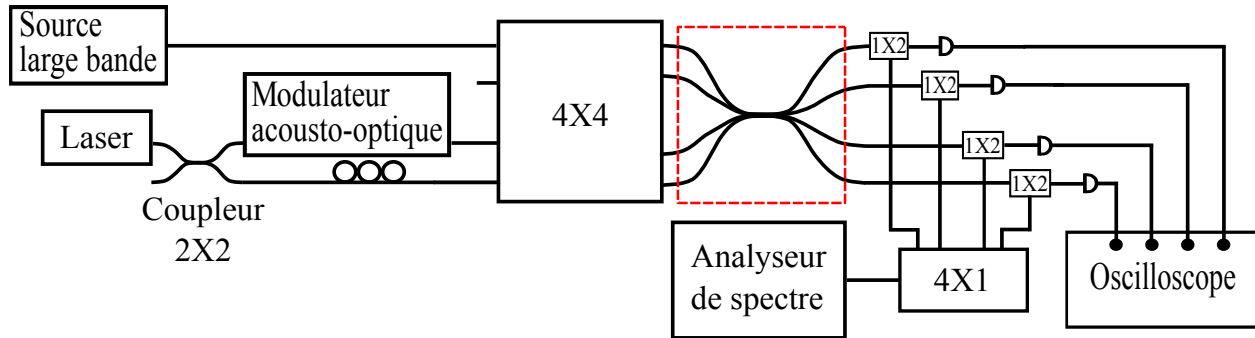 Source
large bande
Laser
Modulateur
acousto-optique
Coupleur
2X2
4X4
1X2
1X2
1X2
1X2
Analyseur
de spectre
4X1
Oscilloscope